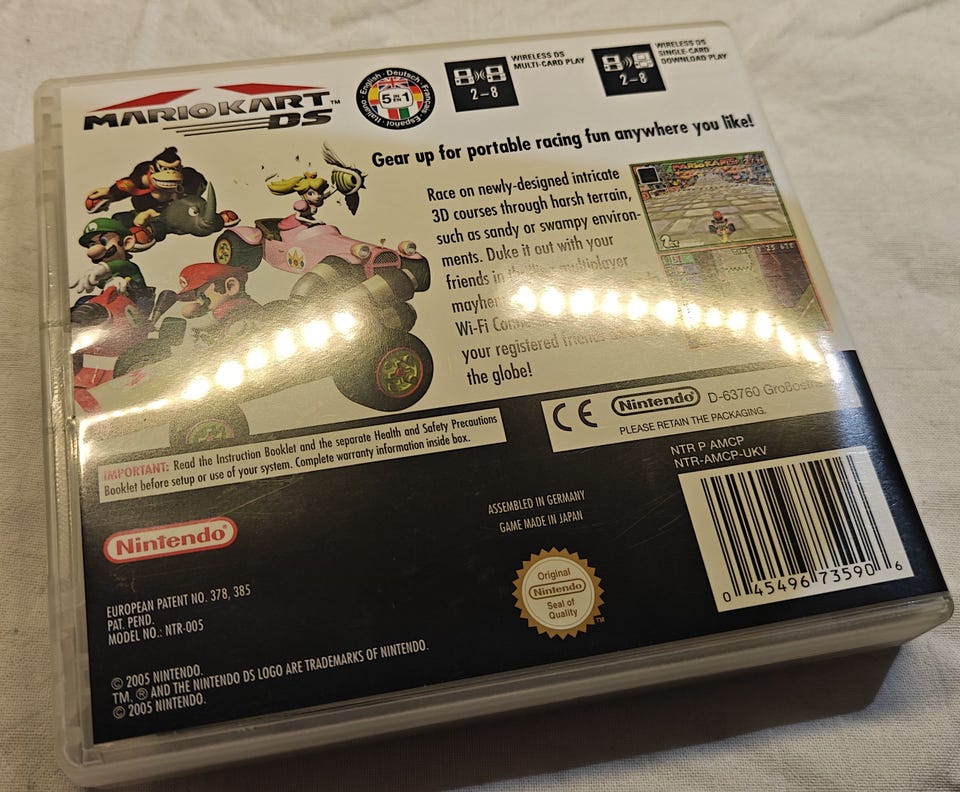 MARIOKART™
DS
English · Deutsch · Français · Español · Italiano
5 IN 1
2–8
WIRELESS DS
MULTI-CARD PLAY
2–8
WIRELESS DS
SINGLE-CARD
DOWNLOAD PLAY
Gear up for portable racing fun anywhere you like!
Race on newly-designed intricate
3D courses through harsh terrain,
such as sandy or swampy environ-
ments. Duke it out with your
friends in multiplayer
mayhem
Wi-Fi
your registered friends
the globe!
IMPORTANT: Read the Instruction Booklet and the separate Health and Safety Precautions
Booklet before setup or use of your system. Complete warranty information inside box.
CE Nintendo® D-63760
PLEASE RETAIN THE PACKAGING.
NTR P AMCP
NTR-AMCP-UKV
ASSEMBLED IN GERMANY
GAME MADE IN JAPAN
Nintendo®
Original
Nintendo
Seal of
Quality
™
0 45496 73590 6
EUROPEAN PATENT NO. 378, 385
PAT. PEND.
MODEL NO.: NTR-005
© 2005 NINTENDO.
TM, ® AND THE NINTENDO DS LOGO ARE TRADEMARKS OF NINTENDO.
© 2005 NINTENDO.